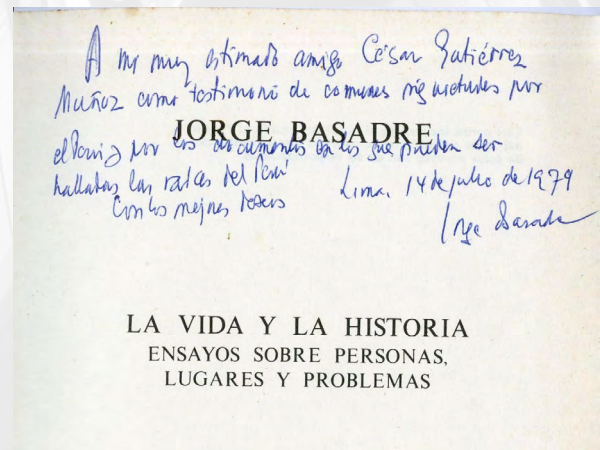 A mi muy estimado amigo César Gutiérrez
Muñoz como testimonio de comunes inquietudes por
JORGE BASADRE
el País y por los documentos en los que pueden ser
halladas las raíces del Perú
Lima, 14 de julio de 1979
Con los mejores deseos
Jorge Basadre
LA VIDA Y LA HISTORIA
ENSAYOS SOBRE PERSONAS,
LUGARES Y PROBLEMAS